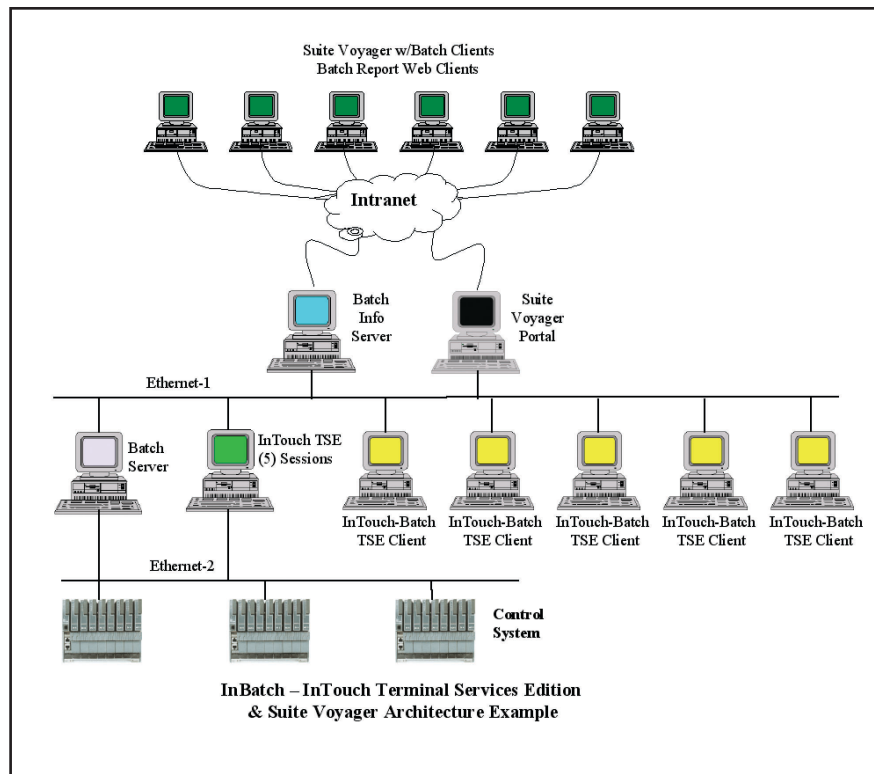 Suite Voyager w/Batch Clients
Batch Report Web Clients
Intranet
Batch
Info
Server
Suite
Voyager
Portal
Ethernet-1
Batch
Server
InTouch TSE
(5) Sessions
InTouch-Batch
TSE Client
InTouch-Batch
TSE Client
InTouch-Batch
TSE Client
InTouch-Batch
TSE Client
InTouch-Batch
TSE Client
Ethernet-2
Control
System
InBatch – InTouch Terminal Services Edition
& Suite Voyager Architecture Example